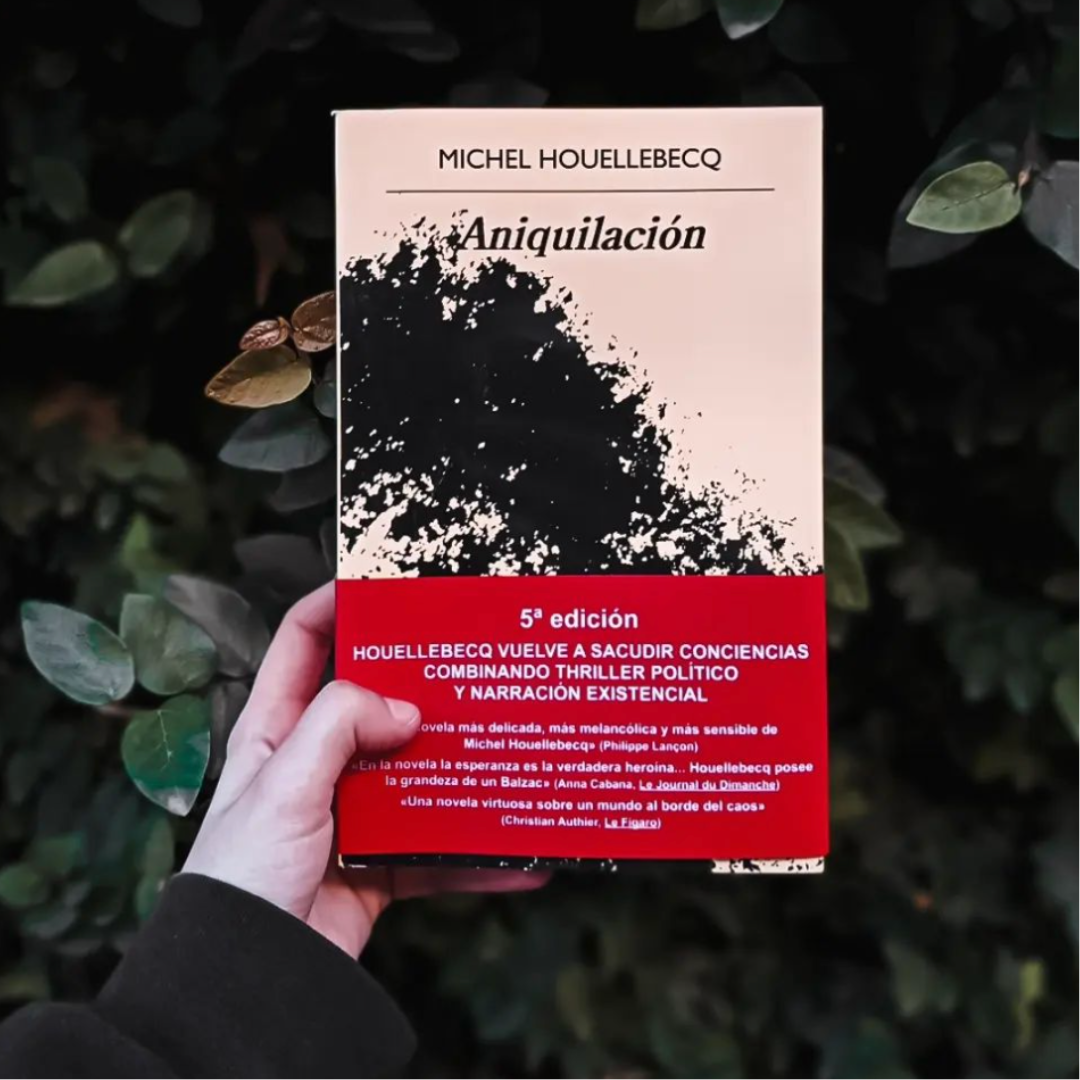 MICHEL HOUELLEBECQ
Aniquilación
5ª edición
HOUELLEBECQ VUELVE A SACUDIR CONCIENCIAS
COMBINANDO THRILLER POLÍTICO
Y NARRACIÓN EXISTENCIAL
más delicada, más melancólica y más sensible de
Michel Houellebecq» (Philippe Lançon)
«En la novela la esperanza es la verdadera heroína... Houellebecq posee
la grandeza de un Balzac» (Anna Cabana, Le Journal du Dimanche)
«Una novela virtuosa sobre un mundo al borde del caos»
(Christian Authier, Le Figaro)